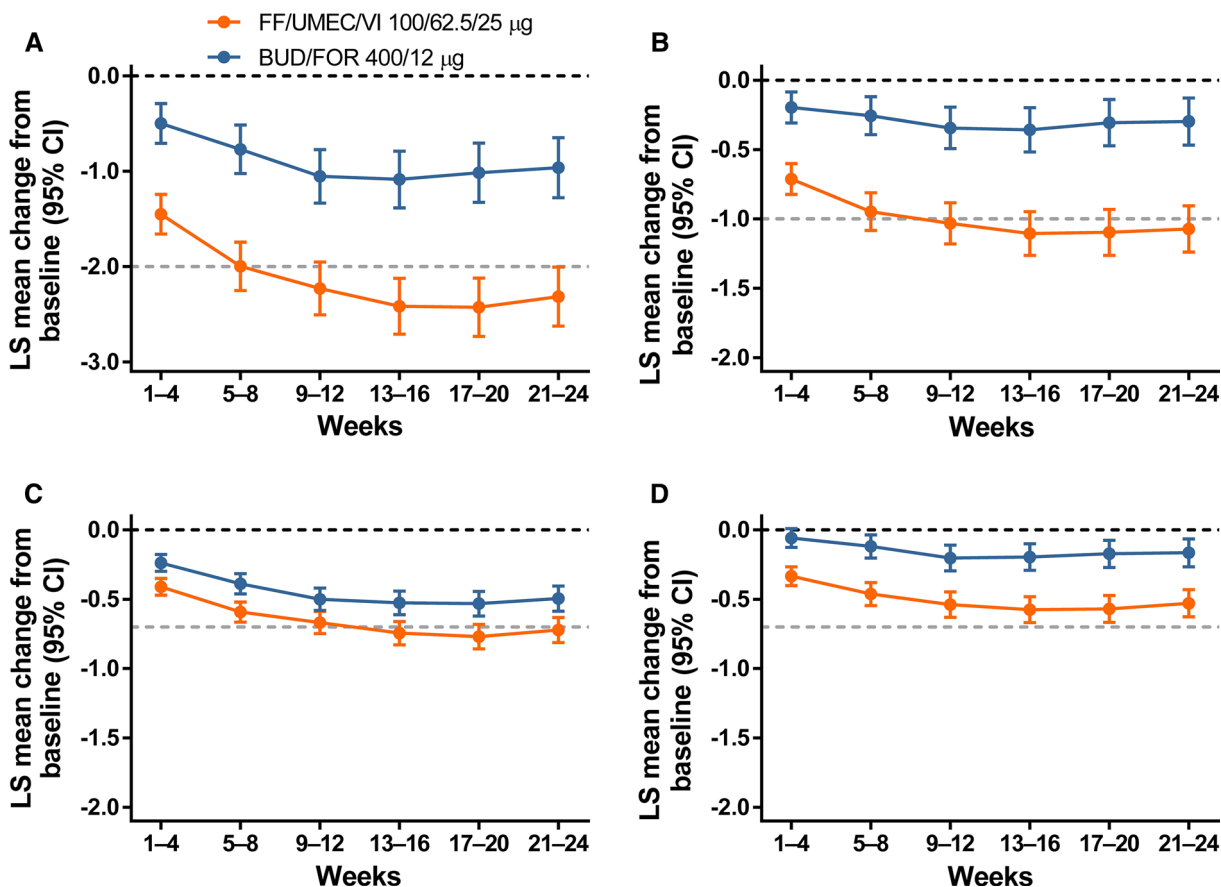 FF/UMEC/VI 100/62.5/25 µg
BUD/FOR 400/12 µg
A
LS mean change from
baseline (95% CI)
0.0
-1.0
-2.0
-3.0
1–4 5–8 9–12 13–16 17–20 21–24
Weeks
B
LS mean change from
baseline (95% CI)
0.0
-0.5
-1.0
-1.5
-2.0
1–4 5–8 9–12 13–16 17–20 21–24
Weeks
C
LS mean change from
baseline (95% CI)
0.0
-0.5
-1.0
-1.5
-2.0
1–4 5–8 9–12 13–16 17–20 21–24
Weeks
D
LS mean change from
baseline (95% CI)
0.0
-0.5
-1.0
-1.5
-2.0
1–4 5–8 9–12 13–16 17–20 21–24
Weeks